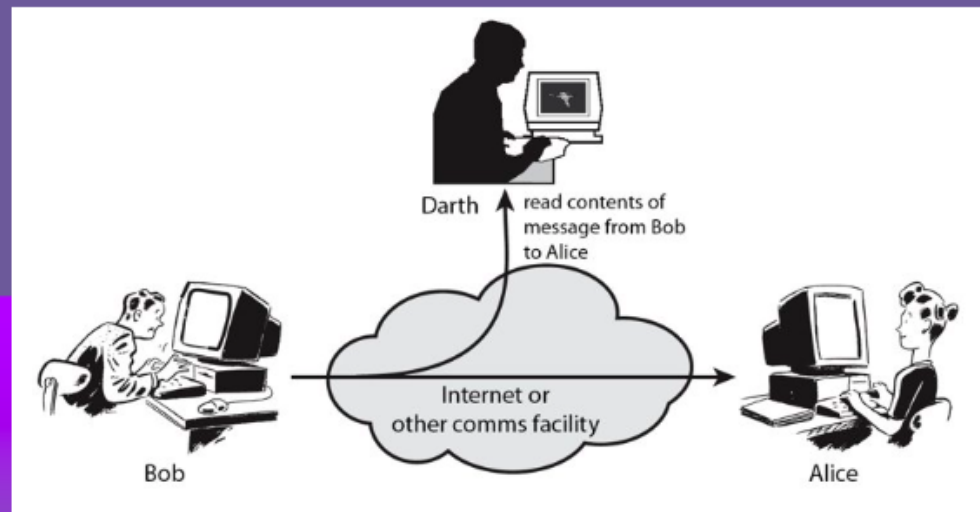 Darth
read contents of
message from Bob
to Alice
Internet or
other comms facility
Bob
Alice